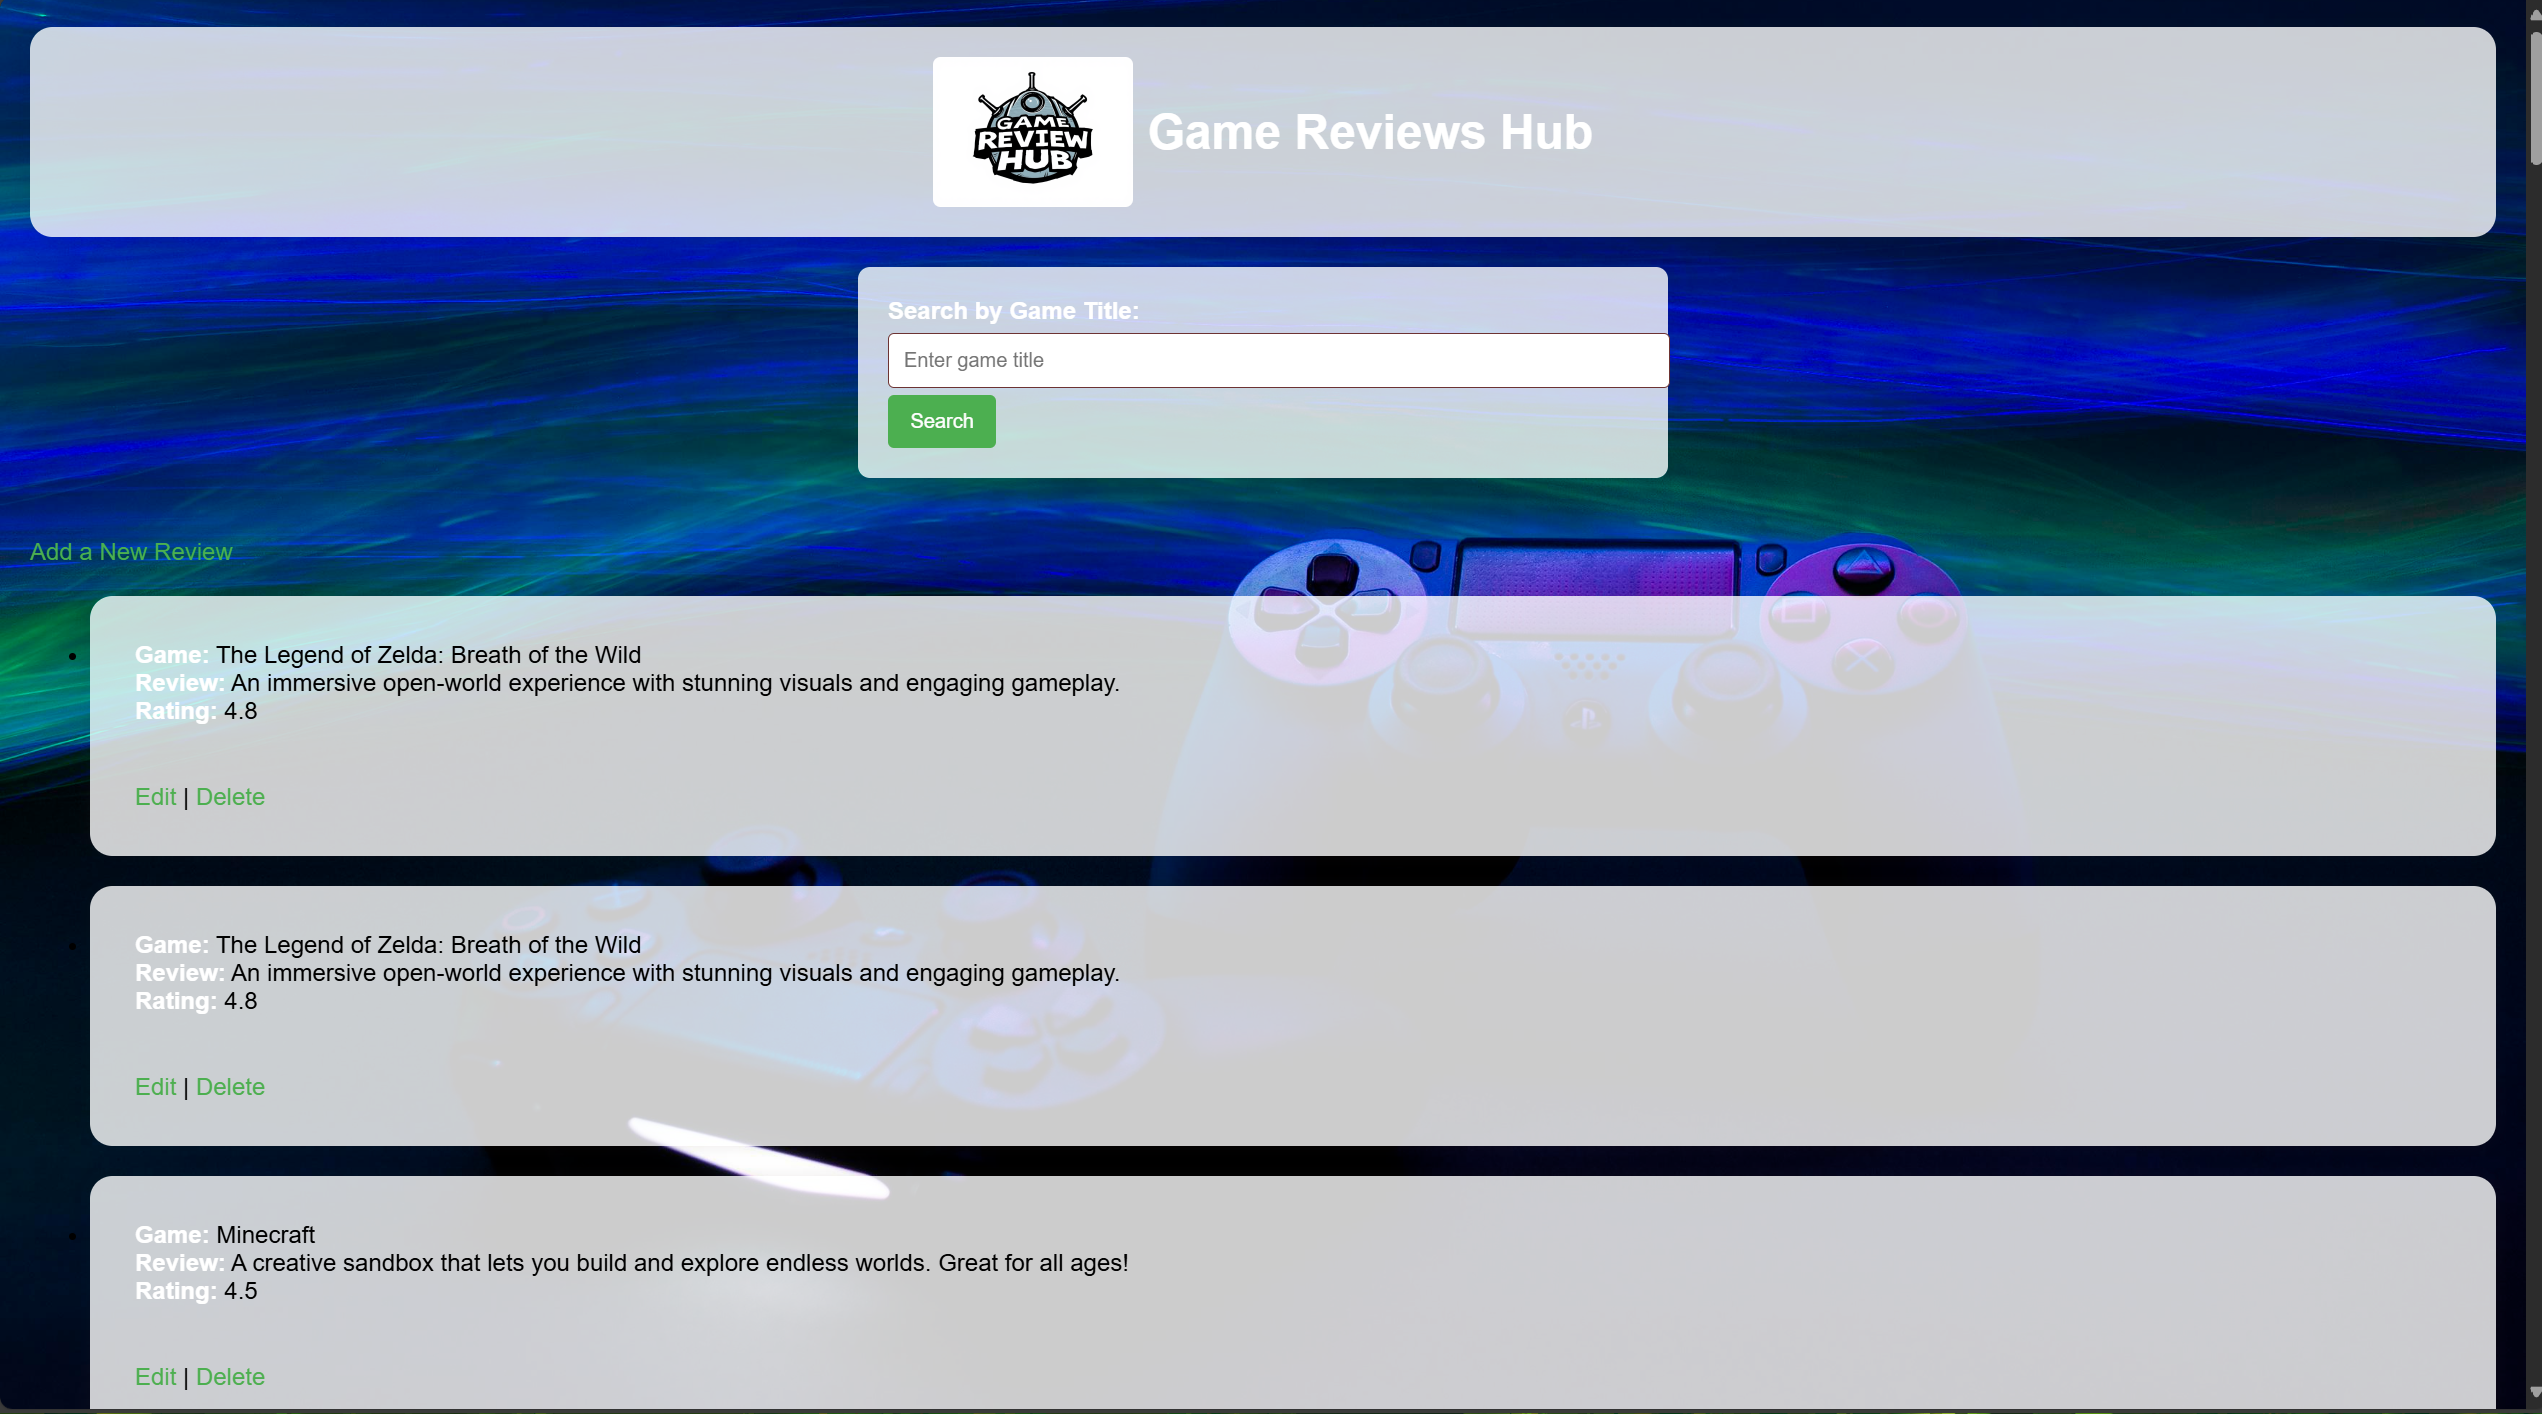 GAME
REVIEW
HUB
Game Reviews Hub
Search by Game Title:
Enter game title
Search
Add a New Review
Game: The Legend of Zelda: Breath of the Wild
Review: An immersive open-world experience with stunning visuals and engaging gameplay.
Rating: 4.8
Edit | Delete
Game: The Legend of Zelda: Breath of the Wild
Review: An immersive open-world experience with stunning visuals and engaging gameplay.
Rating: 4.8
Edit | Delete
Game: Minecraft
Review: A creative sandbox that lets you build and explore endless worlds. Great for all ages!
Rating: 4.5
Edit | Delete